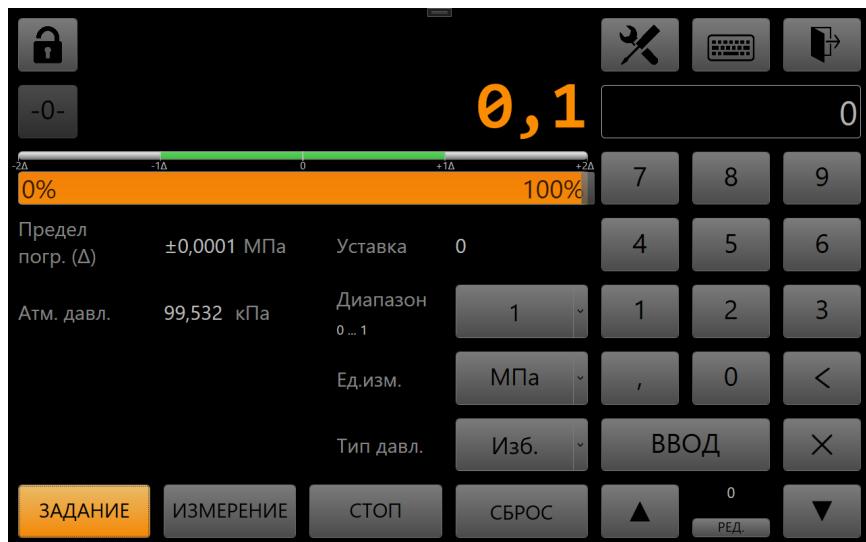 -0-
0,1
0
-2Δ -1Δ 0 +1Δ +2Δ
0% 100%
7 8 9
Предел
погр. (Δ)
±0,0001 МПа
Уставка 0
4 5 6
Атм. давл. 99,532 кПа
Диапазон
0 ... 1
1
1 2 3
Ед.изм. МПа
, 0 <
Тип давл. Изб.
ВВОД
ЗАДАНИЕ ИЗМЕРЕНИЕ СТОП СБРОС
0
РЕД.